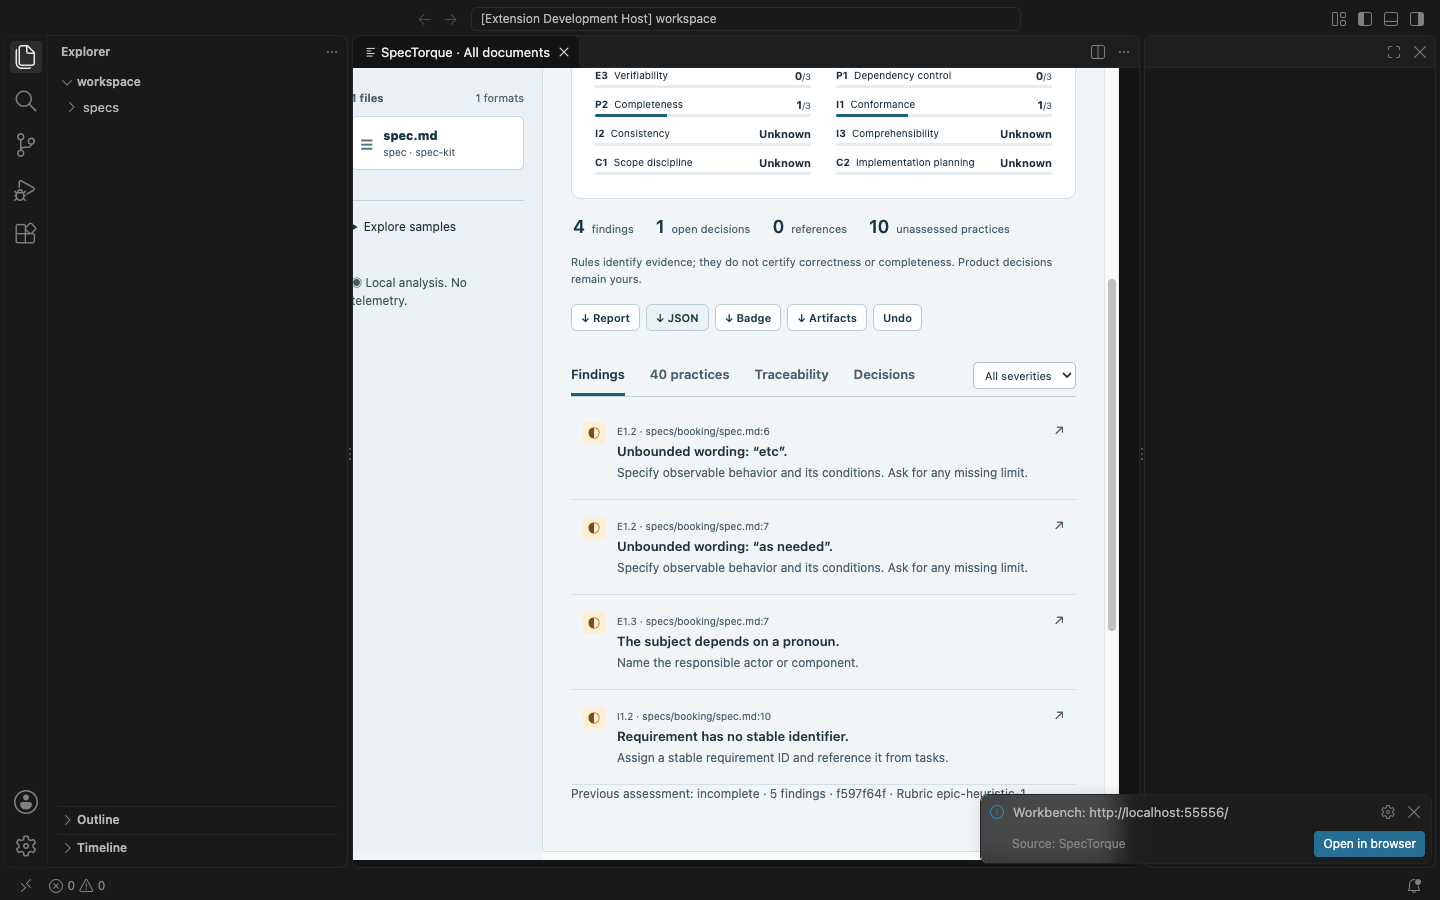 [Extension Development Host] workspace
Explorer
workspace
specs
Outline
Timeline
SpecTorque · All documents
1 files
1 formats
spec.md
spec · spec-kit
Explore samples
Local analysis. No
telemetry.
E3 Verifiability 0/3
P1 Dependency control 0/3
P2 Completeness 1/3
I1 Conformance 1/3
I2 Consistency Unknown
I3 Comprehensibility Unknown
C1 Scope discipline Unknown
C2 Implementation planning Unknown
4 findings 1 open decisions 0 references 10 unassessed practices
Rules identify evidence; they do not certify correctness or completeness. Product decisions
remain yours.
↓ Report ↓ JSON ↓ Badge ↓ Artifacts Undo
Findings 40 practices Traceability Decisions All severities
E1.2 · specs/booking/spec.md:6
Unbounded wording: “etc”.
Specify observable behavior and its conditions. Ask for any missing limit.
E1.2 · specs/booking/spec.md:7
Unbounded wording: “as needed”.
Specify observable behavior and its conditions. Ask for any missing limit.
E1.3 · specs/booking/spec.md:7
The subject depends on a pronoun.
Name the responsible actor or component.
I1.2 · specs/booking/spec.md:10
Requirement has no stable identifier.
Assign a stable requirement ID and reference it from tasks.
Previous assessment: incomplete · 5 findings · f597f64f · Rubric epic-heuristic-1
Workbench: http://localhost:55556/
Source: SpecTorque
Open in browser
0 0